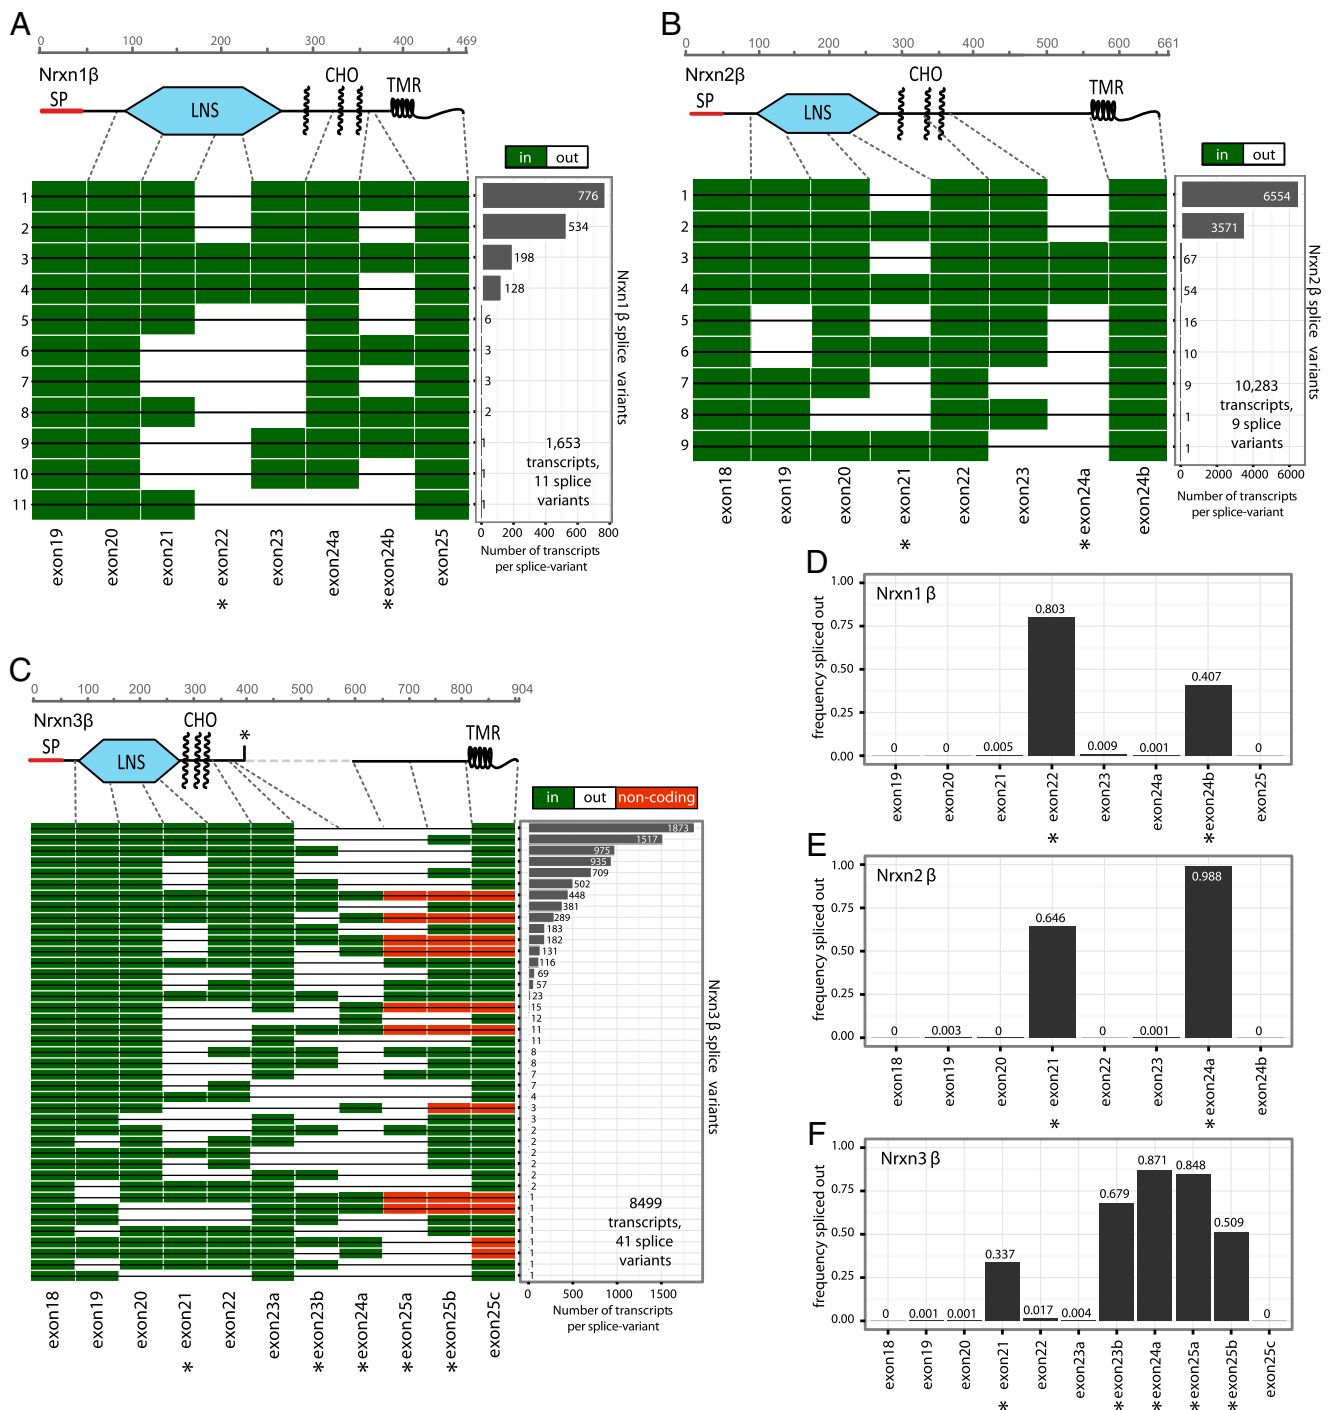 A
0 100 200 300 400 469
Nrxn1β
SP
LNS
CHO
TMR
in out
1 776
2 534
3 198
4 128
5 6
6 3
7 3
8 2
9 1
10 1
11 1
1,653
transcripts,
11 splice
variants
Nrxn1 β splice variants
0 200 400 600 800
Number of transcripts
per splice-variant
exon19 exon20 exon21 * exon22 exon23 exon24a * exon24b exon25
B
0 100 200 300 400 500 600 661
Nrxn2β
SP
LNS
CHO
TMR
in out
1 6554
2 3571
3 67
4 54
5 16
6 10
7 9
8 1
9 1
10,283
transcripts,
9 splice
variants
Nrxn2 β splice variants
0 2000 4000 6000
Number of transcripts
per splice-variant
exon18 exon19 exon20 * exon21 exon22 exon23 * exon24a exon24b
C
0 100 200 300 400 500 600 700 800 904
Nrxn3β
SP
LNS
CHO
*
TMR
in out non-coding
1873
1517
975
935
709
502
448
381
289
183
182
131
116
69
57
23
15
12
11
11
8
8
7
7
4
3
3
2
2
2
2
2
2
1
1
1
1
1
1
1
1
8499
transcripts,
41 splice
variants
Nrxn3 β splice variants
0 500 1000 1500
Number of transcripts
per splice-variant
exon18 exon19 exon20 * exon21 exon22 exon23a * exon23b * exon24a * exon25a * exon25b exon25c
D
Nrxn1 β
frequency spliced out
1.00
0.75
0.50
0.25
0.00
0 0 0.005 0.803 0.009 0.001 0.407 0
exon19 exon20 exon21 * exon22 exon23 exon24a * exon24b exon25
E
Nrxn2 β
frequency spliced out
1.00
0.75
0.50
0.25
0.00
0 0.003 0 0.646 0 0.001 0.988 0
exon18 exon19 exon20 * exon21 exon22 exon23 * exon24a exon24b
F
Nrxn3 β
frequency spliced out
1.00
0.75
0.50
0.25
0.00
0 0.001 0.001 0.337 0.017 0.004 0.679 0.871 0.848 0.509 0
exon18 exon19 exon20 * exon21 exon22 exon23a * exon23b * exon24a * exon25a * exon25b exon25c